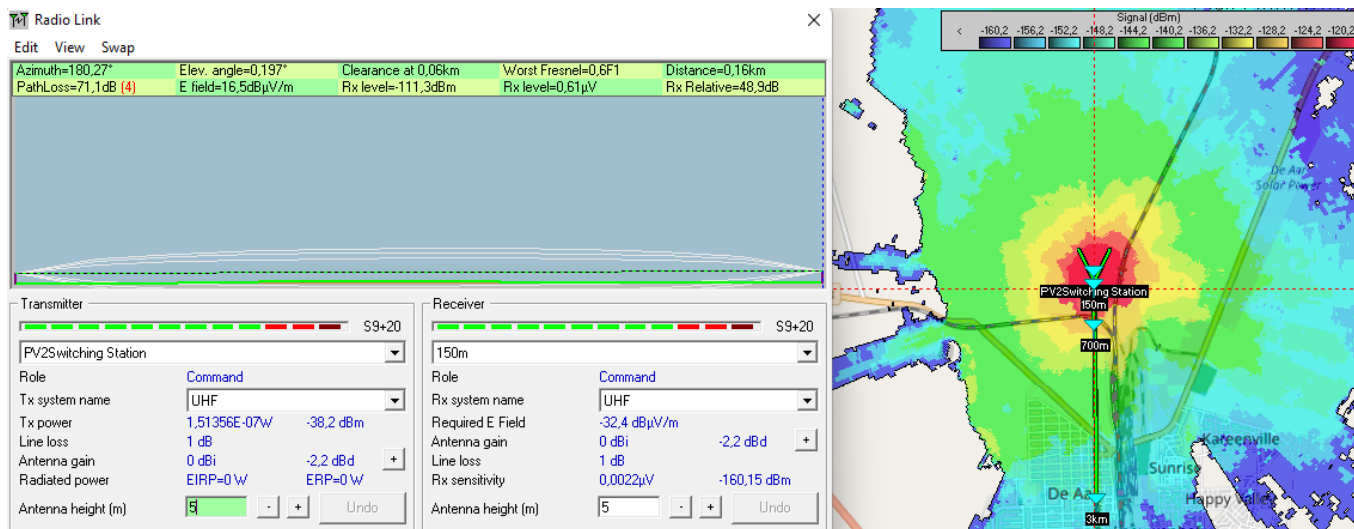 Radio Link
Edit View Swap
Azimuth=180,27° Elev. angle=0,197° Clearance at 0,06km Worst Fresnel=0,6F1 Distance=0,16km
PathLoss=71,1dB (4) E field=16,5dBµV/m Rx level=-111,3dBm Rx level=0,61µV Rx Relative=48,9dB
Transmitter
S9+20
PV2Switching Station
Role Command
Tx system name UHF
Tx power 1,51356E-07W -38,2 dBm
Line loss 1 dB
Antenna gain 0 dBi -2,2 dBd +
Radiated power EIRP=0 W ERP=0 W
Antenna height (m) 5 - + Undo
Receiver
S9+20
150m
Role Command
Rx system name UHF
Required E Field -32,4 dBµV/m
Antenna gain 0 dBi -2,2 dBd +
Line loss 1 dB
Rx sensitivity 0,0022µV -160,15 dBm
Antenna height (m) 5 - + Undo
Signal (dBm)
< -160,2 -156,2 -152,2 -148,2 -144,2 -140,2 -136,2 -132,2 -128,2 -124,2 -120,2
De Aar
Solar Power
PV2Switching Station
150m
700m
Kareenville
Sunrise
De Aar
Happy Valley
3km